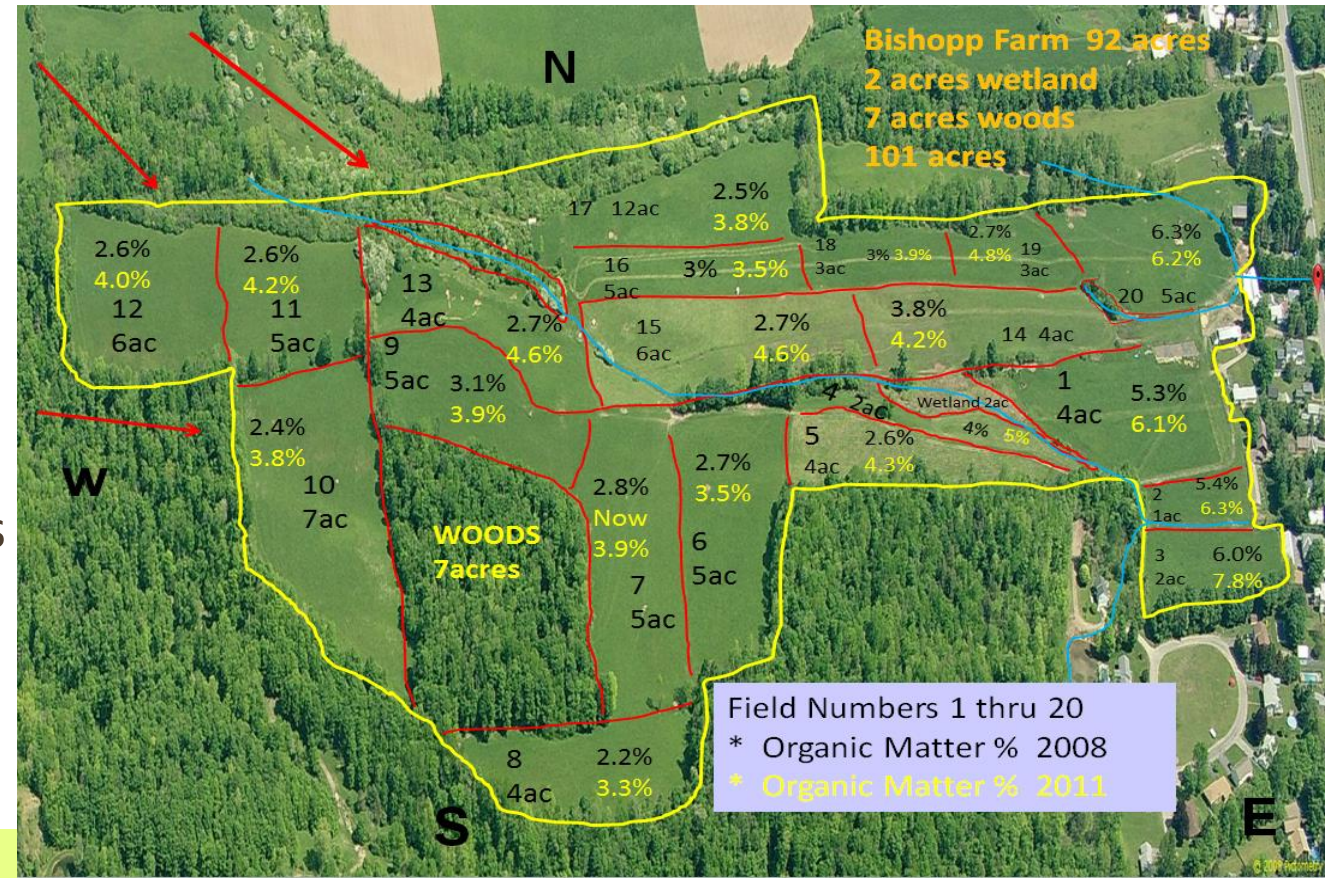 N
Bishopp Farm 92 acres
2 acres wetland
7 acres woods
101 acres
17 12ac
2.5%
3.8%
16
5ac
3% 3.5%
18
3ac
3% 3.9%
2.7%
4.8%
19
3ac
6.3%
6.2%
20 5ac
2.6%
4.0%
12
6ac
2.6%
4.2%
11
5ac
13
4ac
2.7%
4.6%
15
6ac
2.7%
4.6%
3.8%
4.2%
14 4ac
9
5ac
3.1%
3.9%
4 2ac
4% 5%
Wetland 2ac
1
4ac
5.3%
6.1%
5
4ac
2.6%
4.3%
W
2.4%
3.8%
10
7ac
WOODS
7acres
2.8%
Now
3.9%
7
5ac
2.7%
3.5%
6
5ac
2
1ac
5.4%
6.3%
3
2ac
6.0%
7.8%
8
4ac
2.2%
3.3%
S
s
Field Numbers 1 thru 20
* Organic Matter % 2008
* Organic Matter % 2011
E